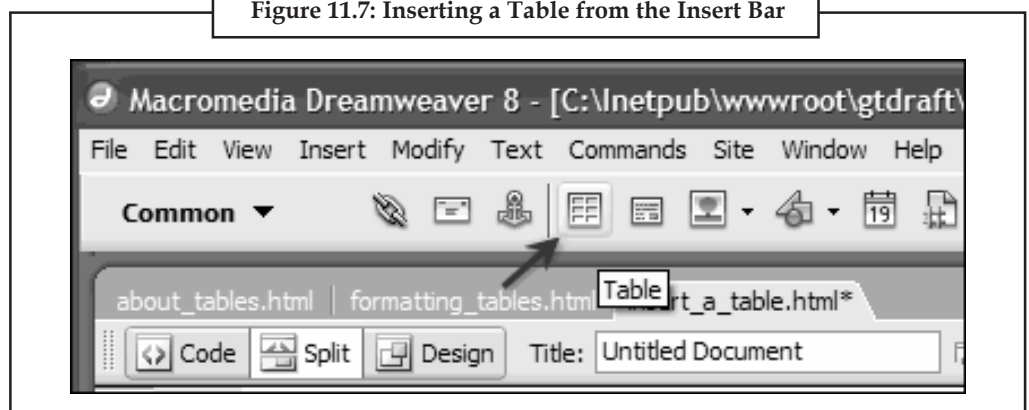 Figure 11.7: Inserting a Table from the Insert Bar
Macromedia Dreamweaver 8 - [C:\Inetpub\wwwroot\gtdraft\
File Edit View Insert Modify Text Commands Site Window Help
Common
19
about_tables.html formatting_tables.html rt_a_table.html*
Table
Code Split Design Title: Untitled Document